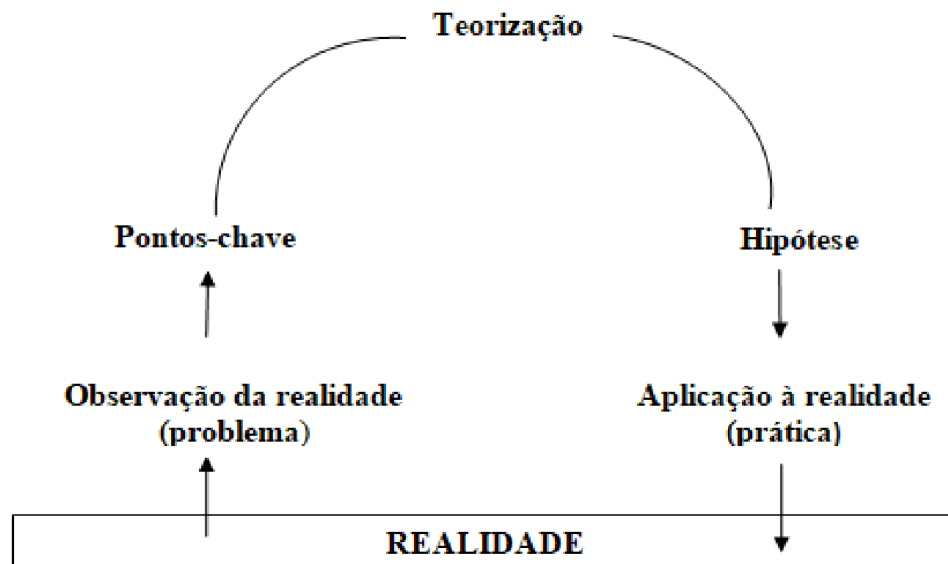 Teorização
Pontos-chave
Hipótese
Observação da realidade
(problema)
Aplicação à realidade
(prática)
REALIDADE